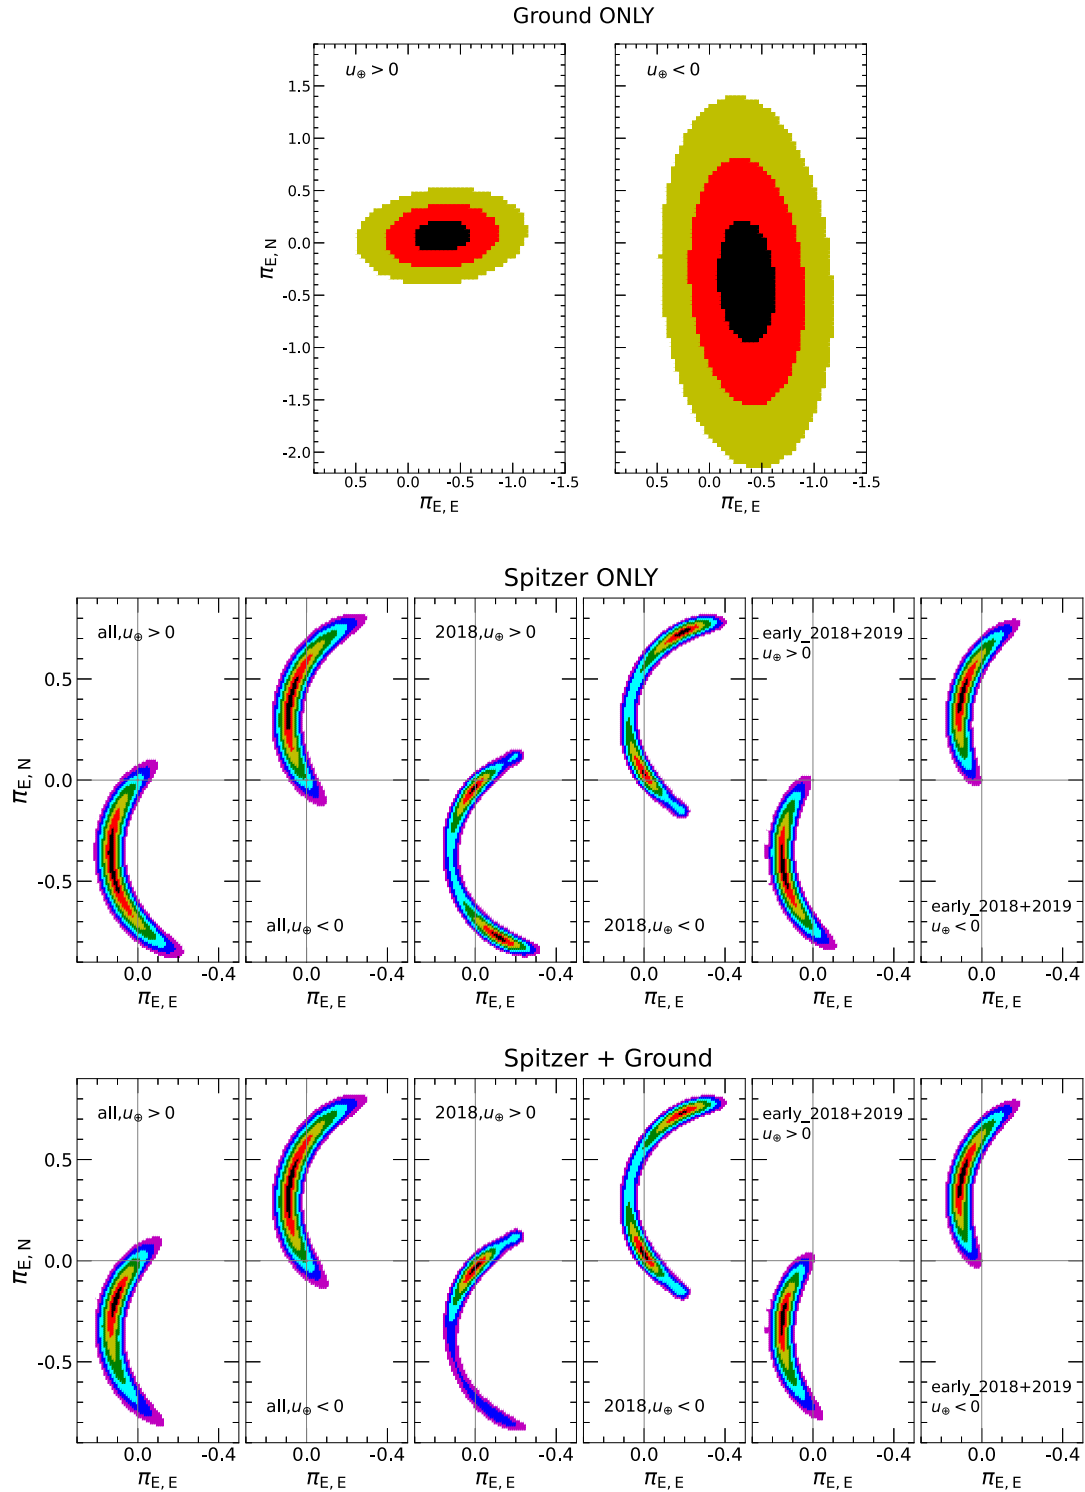 Ground ONLY
u⊕ > 0
u⊕ < 0
1.5
1.0
0.5
0.0
-0.5
-1.0
-1.5
-2.0
πE, N
0.5 0.0 -0.5 -1.0 -1.5
0.5 0.0 -0.5 -1.0 -1.5
πE, E
πE, E
Spitzer ONLY
all,u⊕ > 0
2018,u⊕ > 0
early_2018+2019
u⊕ > 0
0.5
0.0
-0.5
πE, N
all,u⊕ < 0
2018,u⊕ < 0
early_2018+2019
u⊕ < 0
0.0 -0.4 0.0 -0.4 0.0 -0.4 0.0 -0.4 0.0 -0.4 0.0 -0.4
πE, E πE, E πE, E πE, E πE, E πE, E
Spitzer + Ground
all,u⊕ > 0
2018,u⊕ > 0
early_2018+2019
u⊕ > 0
0.5
0.0
-0.5
πE, N
all,u⊕ < 0
2018,u⊕ < 0
early_2018+2019
u⊕ < 0
0.0 -0.4 0.0 -0.4 0.0 -0.4 0.0 -0.4 0.0 -0.4 0.0 -0.4
πE, E πE, E πE, E πE, E πE, E πE, E